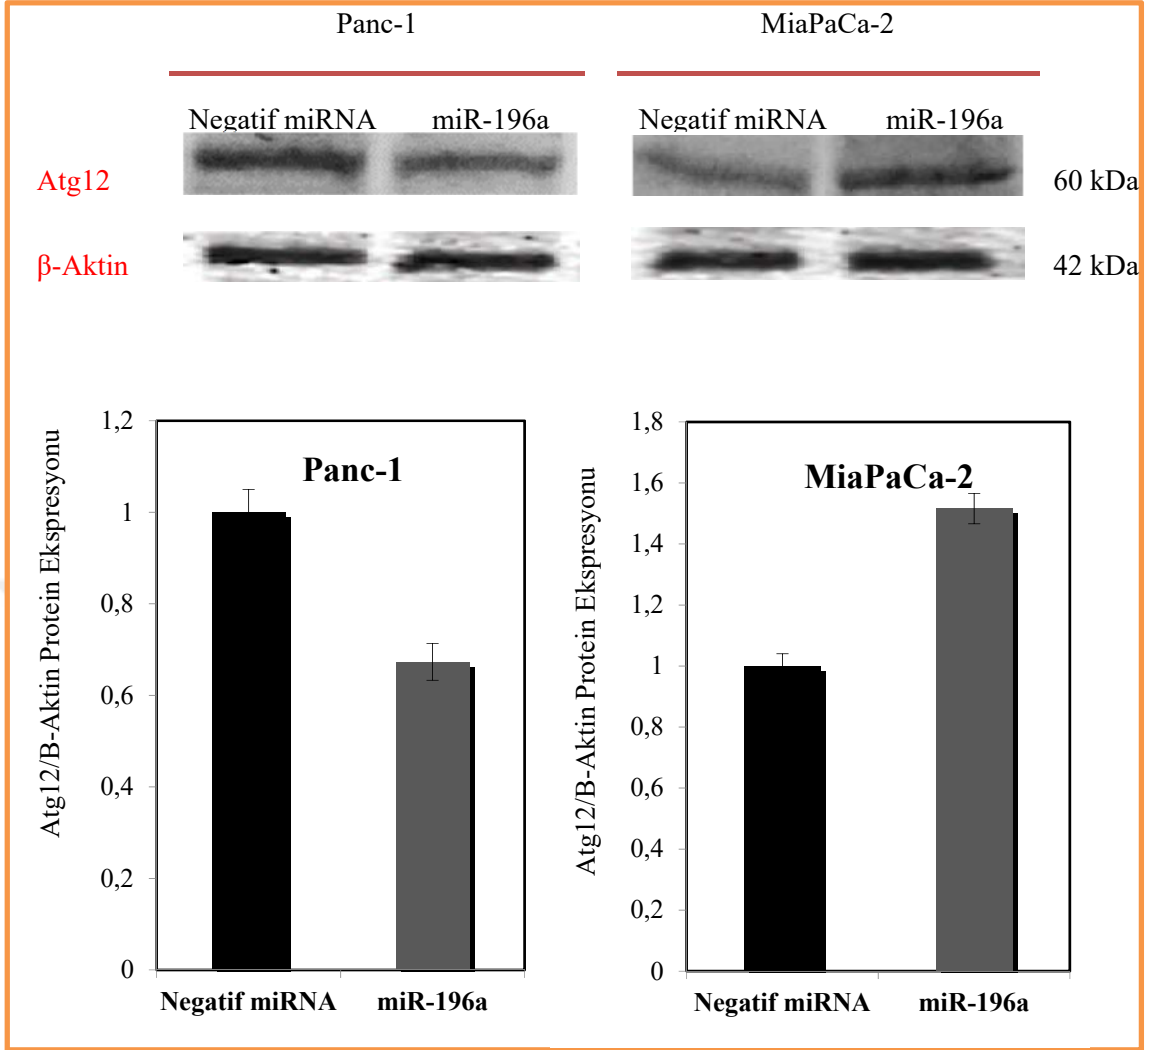 Panc-1
MiaPaCa-2
Negatif miRNA
miR-196a
Negatif miRNA
miR-196a
Atg12
60 kDa
β-Aktin
42 kDa
Atg12/B-Aktin Protein Ekspresyonu
1,2
1
0,8
0,6
0,4
0,2
0
Panc-1
Negatif miRNA
miR-196a
Atg12/B-Aktin Protein Ekspresyonu
1,8
1,6
1,4
1,2
1
0,8
0,6
0,4
0,2
0
MiaPaCa-2
Negatif miRNA
miR-196a